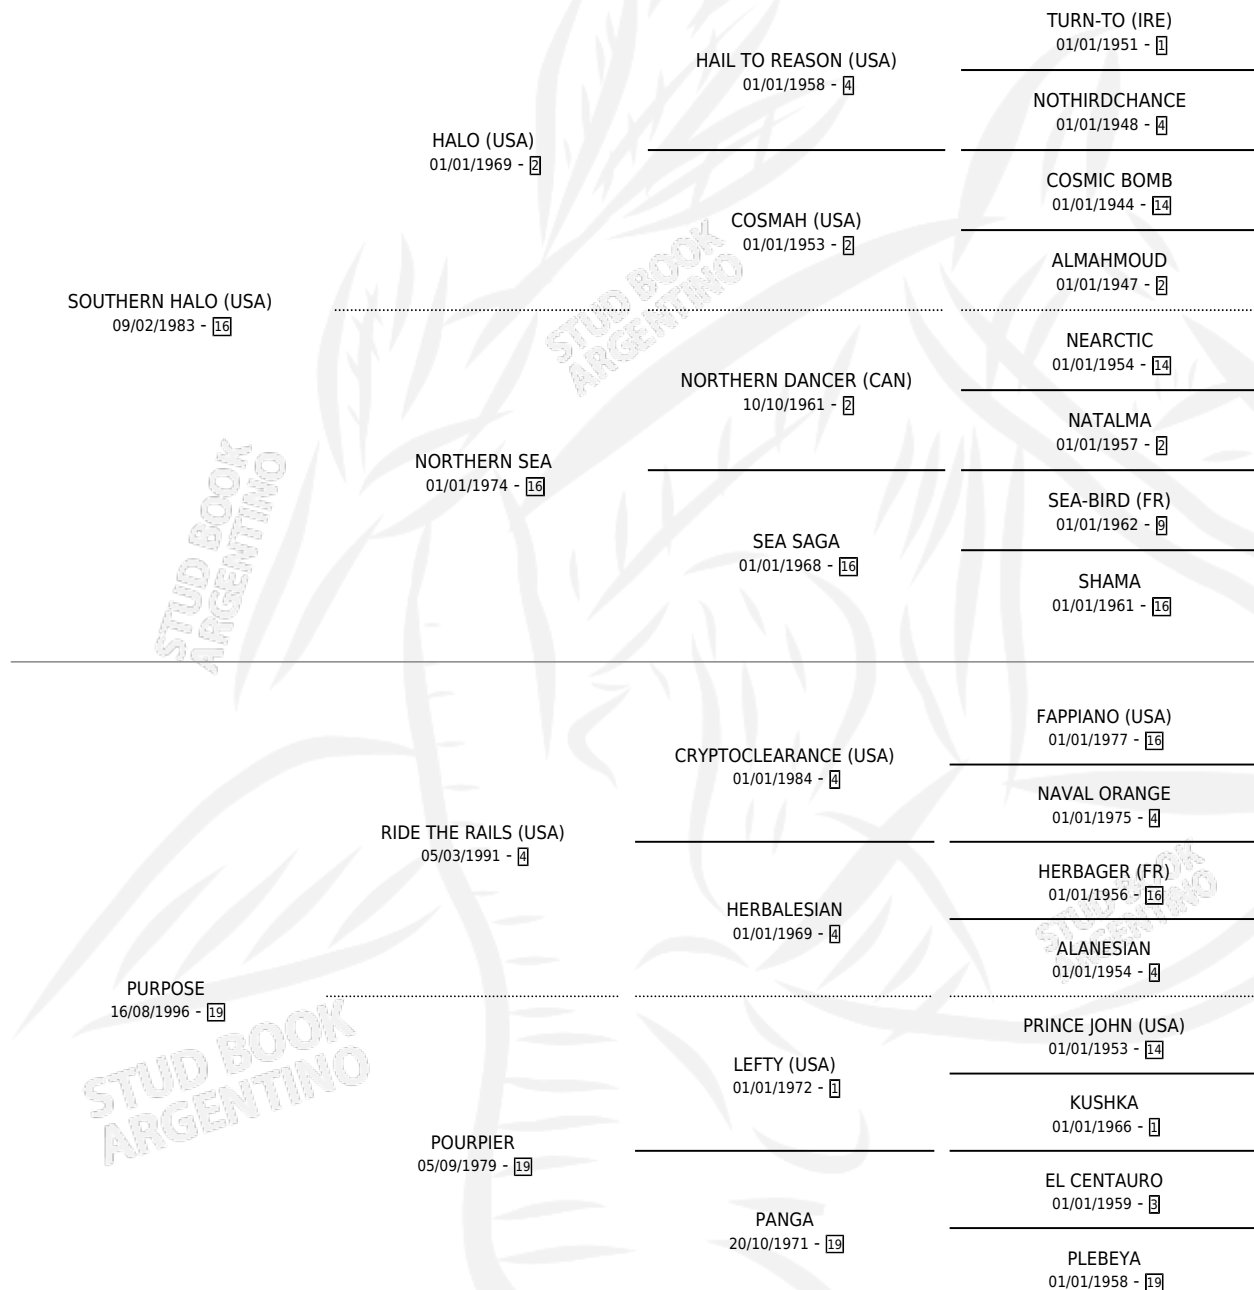 TURN-TO (IRE)
01/01/1951 - 1
HAIL TO REASON (USA)
01/01/1958 - 4
NOTHIRDCHANCE
01/01/1948 - 4
HALO (USA)
01/01/1969 - 2
COSMIC BOMB
01/01/1944 - 14
COSMAH (USA)
01/01/1953 - 2
ALMAHMOUD
01/01/1947 - 2
SOUTHERN HALO (USA)
09/02/1983 - 16
NEARCTIC
01/01/1954 - 14
NORTHERN DANCER (CAN)
10/10/1961 - 2
NATALMA
01/01/1957 - 2
NORTHERN SEA
01/01/1974 - 16
SEA-BIRD (FR)
01/01/1962 - 9
SEA SAGA
01/01/1968 - 16
SHAMA
01/01/1961 - 16
STUD BOOK
ARGENTINO
STUD BOOK
ARGENTINO
FAPPIANO (USA)
01/01/1977 - 16
CRYPTOCLEARANCE (USA)
01/01/1984 - 4
NAVAL ORANGE
01/01/1975 - 4
RIDE THE RAILS (USA)
05/03/1991 - 4
HERBAGER (FR)
01/01/1956 - 16
HERBALESIAN
01/01/1969 - 4
ALANESIAN
01/01/1954 - 4
PURPOSE
16/08/1996 - 19
PRINCE JOHN (USA)
01/01/1953 - 14
LEFTY (USA)
01/01/1972 - 1
KUSHKA
01/01/1966 - 1
POURPIER
05/09/1979 - 19
EL CENTAURO
01/01/1959 - 3
PANGA
20/10/1971 - 19
PLEBEYA
01/01/1958 - 19
STUD BOOK
ARGENTINO
STUD BOOK
ARGENTINO